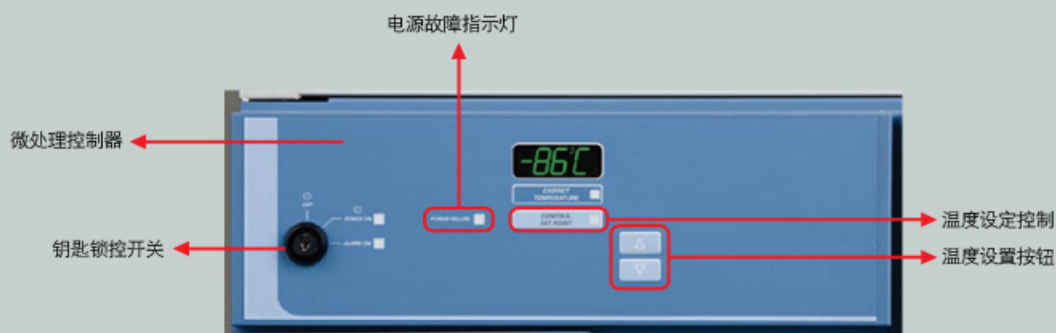 电源故障指示灯
微处理控制器
-86°C
CABINET
TEMPERATURE
OFF
POWER ON
POWER FAILURE
CONTROL
SET POINT
温度设定控制
ALARM ON
钥匙锁控开关
温度设置按钮